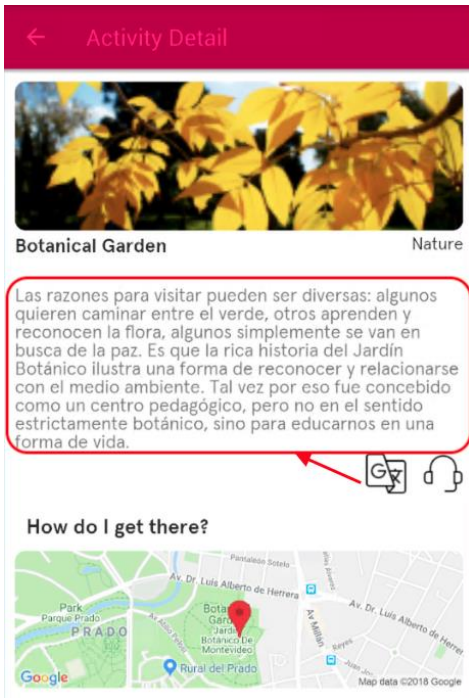 Activity Detail
Botanical Garden
Nature
Las razones para visitar pueden ser diversas: algunos
quieren caminar entre el verde, otros aprenden y
reconocen la flora, algunos simplemente se van en
busca de la paz. Es que la rica historia del Jardín
Botánico ilustra una forma de reconocer y relacionarse
con el medio ambiente. Tal vez por eso fue concebido
como un centro pedagógico, pero no en el sentido
estrictamente botánico, sino para educarnos en una
forma de vida.
G
How do I get there?
Pantaleón Sotelo
Av. Dr. Luis Alberto de Herrera
Park
Parque Prado
PRADO
Av. Millán
Av. Dr. Luis Alberto de Herrer
Reyes
Botánico De
Montevideo
Rural del Prado
Google
Map data ©2018 Google